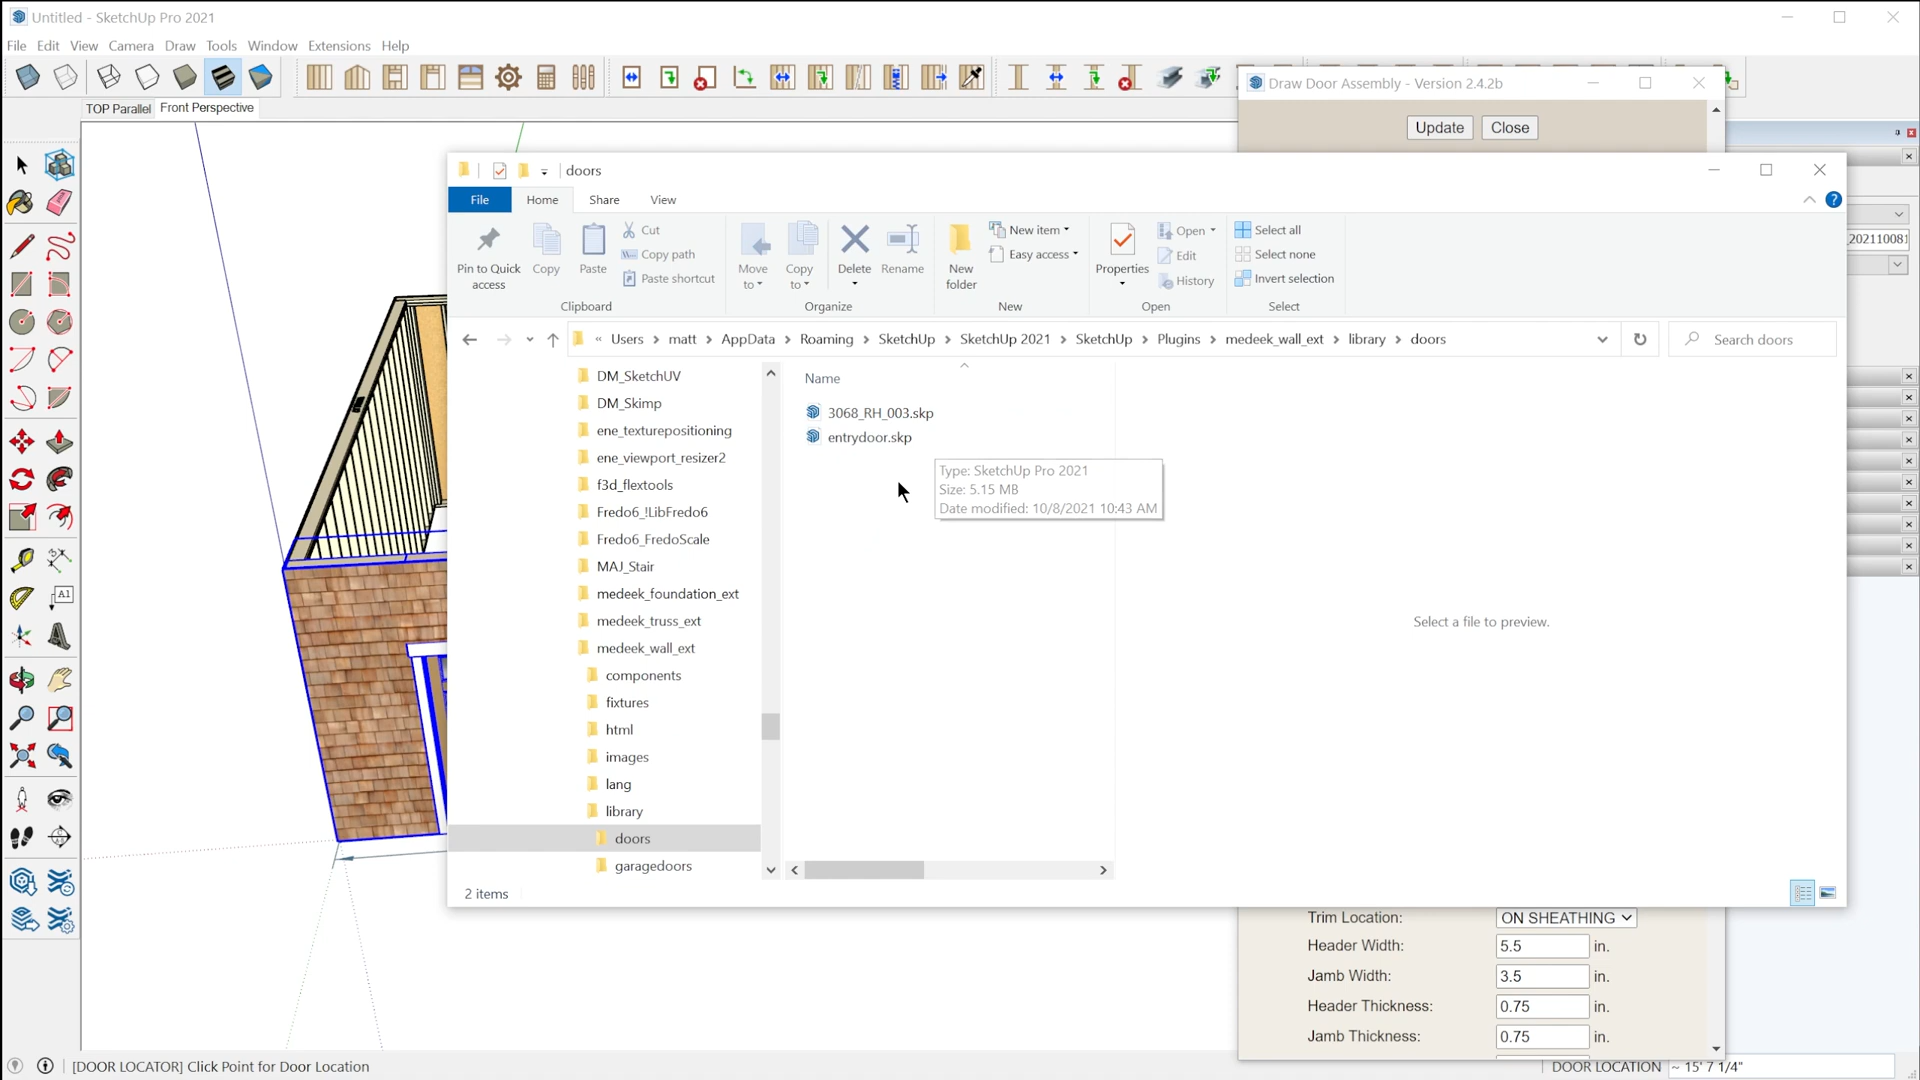 Untitled - SketchUp Pro 2021
File Edit View Camera Draw Tools Window Extensions Help
TOP Parallel Front Perspective
Draw Door Assembly - Version 2.4.2b
Update Close
doors
File Home Share View
Pin to Quick access
Copy
Paste
Cut
Copy path
Paste shortcut
Clipboard
Move to
Copy to
Delete
Rename
Organize
New folder
New item
Easy access
New
Properties
Open
Edit
History
Open
Select all
Select none
Invert selection
Select
_202110081
« Users > matt > AppData > Roaming > SketchUp > SketchUp 2021 > SketchUp > Plugins > medeek_wall_ext > library > doors
Search doors
DM_SketchUV
DM_Skimp
ene_texturepositioning
ene_viewport_resizer2
f3d_flextools
Fredo6_!LibFredo6
Fredo6_FredoScale
MAJ_Stair
medeek_foundation_ext
medeek_truss_ext
medeek_wall_ext
components
fixtures
html
images
lang
library
doors
garagedoors
Name
3068_RH_003.skp
entrydoor.skp
Type: SketchUp Pro 2021
Size: 5.15 MB
Date modified: 10/8/2021 10:43 AM
Select a file to preview.
2 items
A1
Trim Location: ON SHEATHING
Header Width: 5.5 in.
Jamb Width: 3.5 in.
Header Thickness: 0.75 in.
Jamb Thickness: 0.75 in.
[DOOR LOCATOR] Click Point for Door Location
DOOR LOCATION ~ 15' 7 1/4"